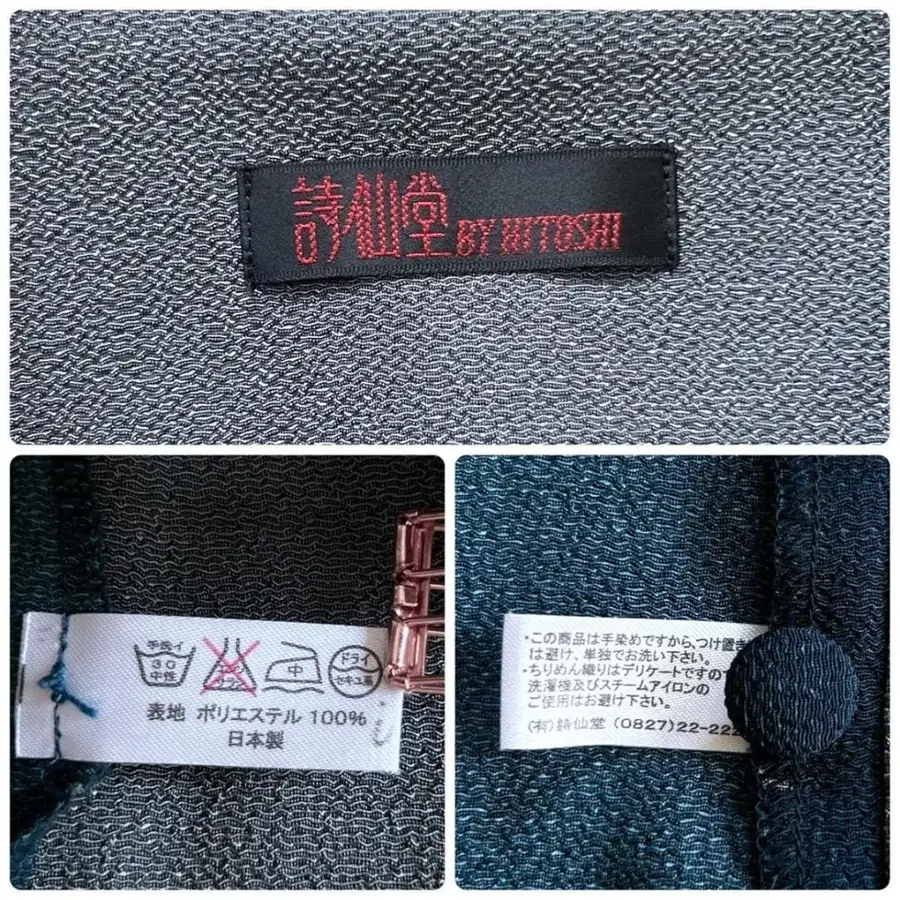 詩仙堂 BY HITOSHI
手洗イ 30 中性
サラシ
中
ドライ セキユ系
表地 ポリエステル 100%
日本製
・この商品は手染めですから、つけ置き
は避け、単独でお洗い下さい。
・ちりめん織りはデリケートですので
洗濯機及びスチームアイロンの
ご使用はお避け下さい。
(有)詩仙堂 (0827)22-222